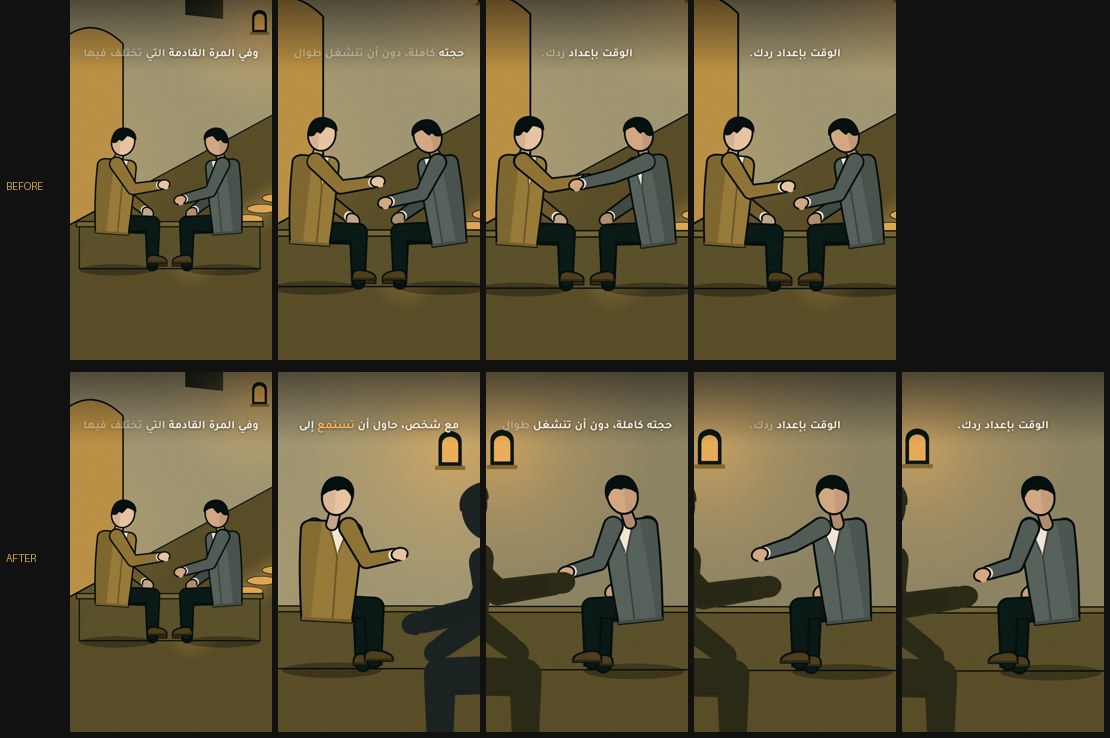 BEFORE
وفي المرة القادمة التي تختلف فيها
حجته كاملة، دون أن تنشغل طوال
الوقت بإعداد ردك.
الوقت بإعداد ردك.
AFTER
وفي المرة القادمة التي تختلف فيها
مع شخص، حاول أن تستمع إلى
حجته كاملة، دون أن تنشغل طوال
الوقت بإعداد ردك.
الوقت بإعداد ردك.